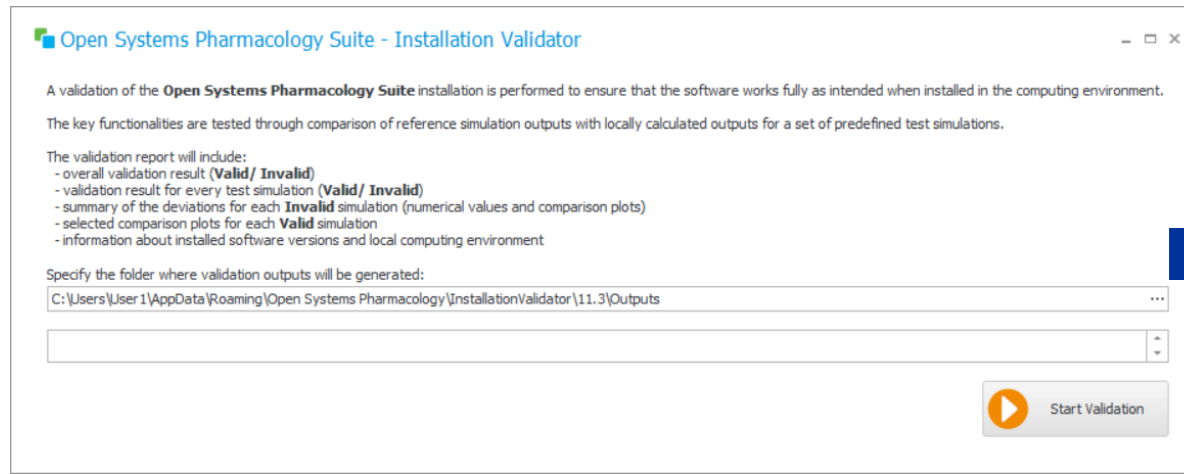 Open Systems Pharmacology Suite - Installation Validator
A validation of the Open Systems Pharmacology Suite installation is performed to ensure that the software works fully as intended when installed in the computing environment.
The key functionalities are tested through comparison of reference simulation outputs with locally calculated outputs for a set of predefined test simulations.
The validation report will include:
- overall validation result (Valid/ Invalid)
- validation result for every test simulation (Valid/ Invalid)
- summary of the deviations for each Invalid simulation (numerical values and comparison plots)
- selected comparison plots for each Valid simulation
- information about installed software versions and local computing environment
Specify the folder where validation outputs will be generated:
C:\Users\User1\AppData\Roaming\Open Systems Pharmacology\InstallationValidator\11.3\Outputs
...
Start Validation